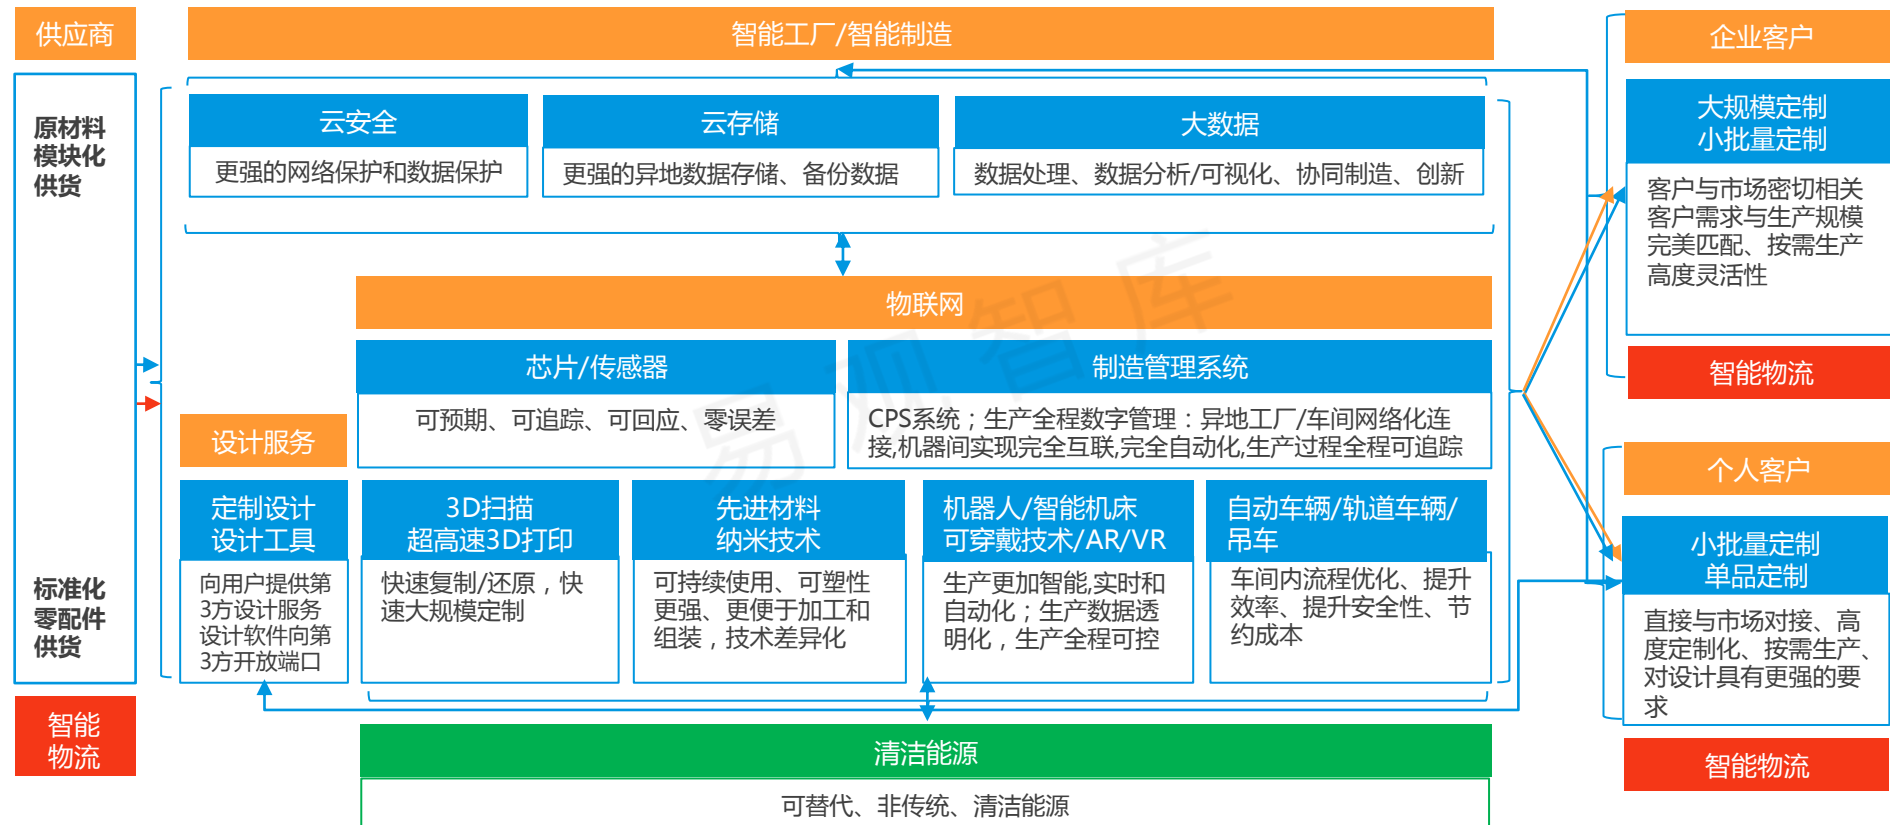 供应商
原材料
模块化
供货
标准化
零配件
供货
智能
物流
智能工厂/智能制造
云安全
更强的网络保护和数据保护
云存储
更强的异地数据存储、备份数据
大数据
数据处理、数据分析/可视化、协同制造、创新
物联网
芯片/传感器
可预期、可追踪、可回应、零误差
制造管理系统
CPS系统；生产全程数字管理：异地工厂/车间网络化连
接,机器间实现完全互联,完全自动化,生产过程全程可追踪
设计服务
定制设计
设计工具
向用户提供第
3方设计服务
设计软件向第
3方开放端口
3D扫描
超高速3D打印
快速复制/还原，快
速大规模定制
先进材料
纳米技术
可持续使用、可塑性
更强、更便于加工和
组装，技术差异化
机器人/智能机床
可穿戴技术/AR/VR
生产更加智能,实时和
自动化；生产数据透
明化，生产全程可控
自动车辆/轨道车辆/
吊车
车间内流程优化、提升
效率、提升安全性、节
约成本
清洁能源
可替代、非传统、清洁能源
企业客户
大规模定制
小批量定制
客户与市场密切相关
客户需求与生产规模
完美匹配、按需生产
高度灵活性
智能物流
个人客户
小批量定制
单品定制
直接与市场对接、高
度定制化、按需生产、
对设计具有更强的要
求
智能物流
易观智库